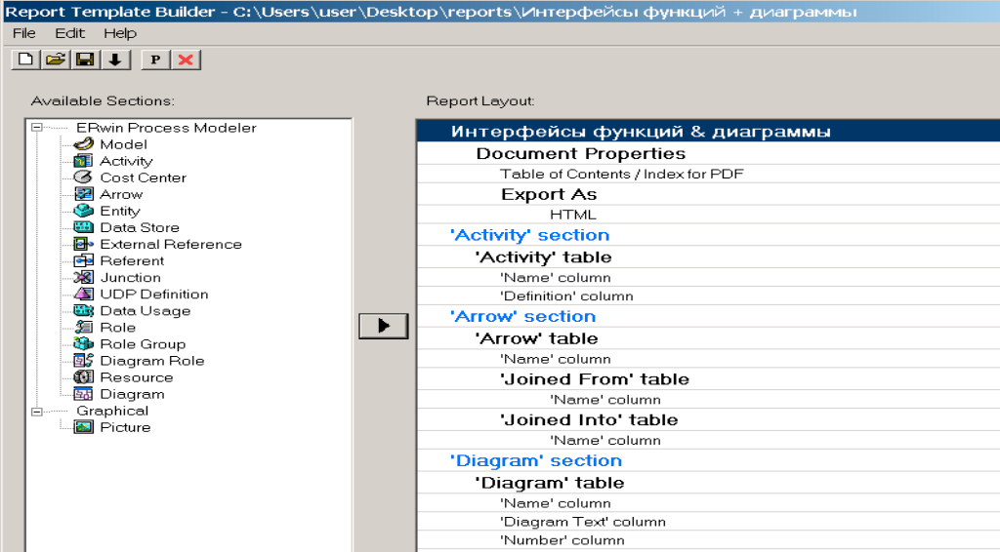 Report Template Builder - C:\Users\user\Desktop\reports\Интерфейсы функций + диаграммы
File Edit Help
P
Available Sections:
ERwin Process Modeler
Model
Activity
Cost Center
Arrow
Entity
Data Store
External Reference
Referent
Junction
UDP Definition
Data Usage
Role
Role Group
Diagram Role
Resource
Diagram
Graphical
Picture
Report Layout:
Интерфейсы функций & диаграммы
Document Properties
Table of Contents / Index for PDF
Export As
HTML
'Activity' section
'Activity' table
'Name' column
'Definition' column
'Arrow' section
'Arrow' table
'Name' column
'Joined From' table
'Name' column
'Joined Into' table
'Name' column
'Diagram' section
'Diagram' table
'Name' column
'Diagram Text' column
'Number' column